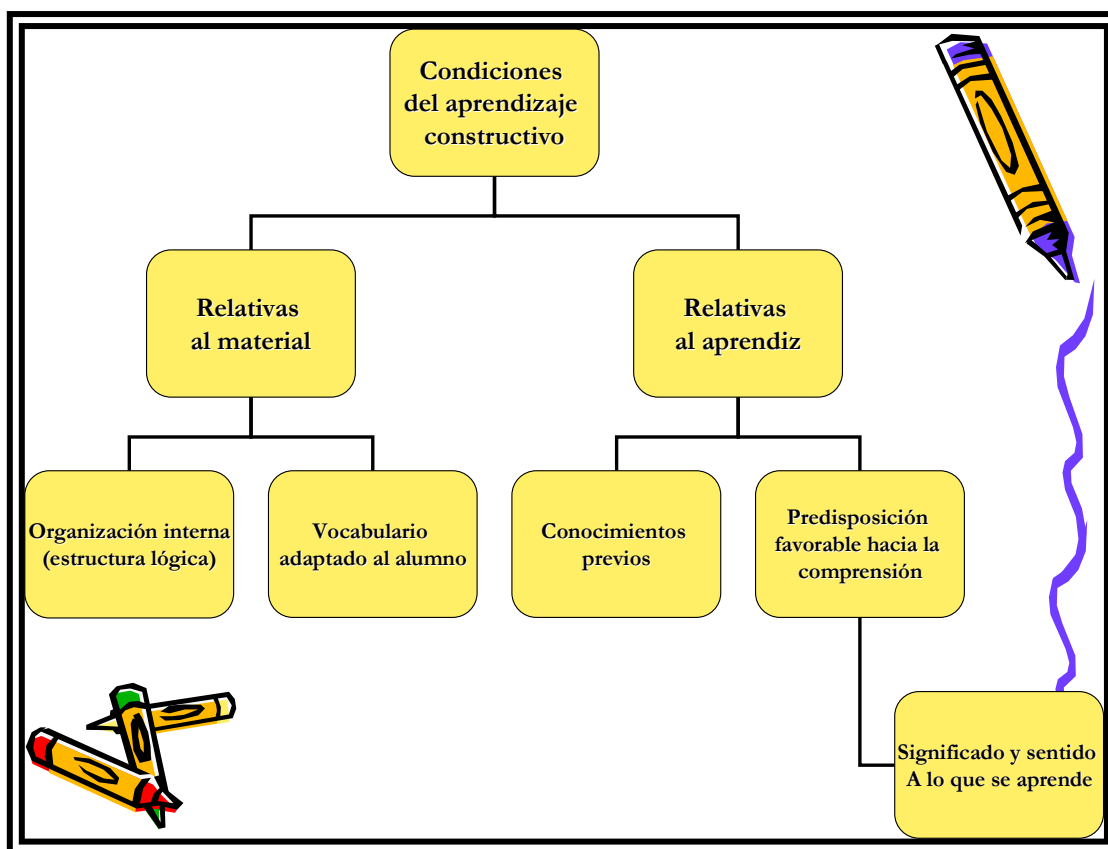 Condiciones
del aprendizaje
constructivo
Relativas
al material
Relativas
al aprendiz
Organización interna
(estructura lógica)
Vocabulario
adaptado al alumno
Conocimientos
previos
Predisposición
favorable hacia la
comprensión
Significado y sentido
A lo que se aprende